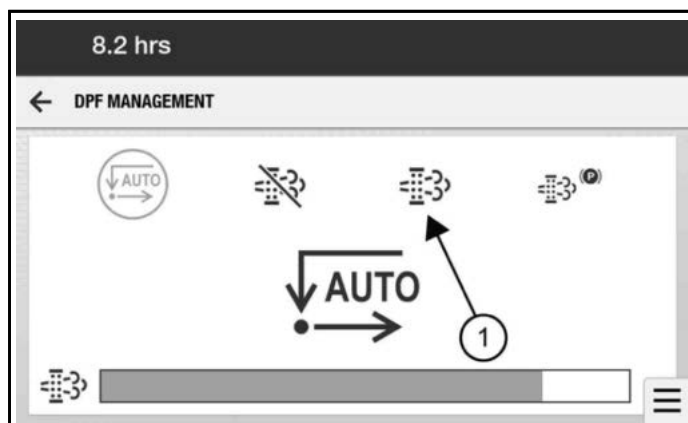 8.2 hrs
DPF MANAGEMENT
AUTO
(P)
AUTO
1